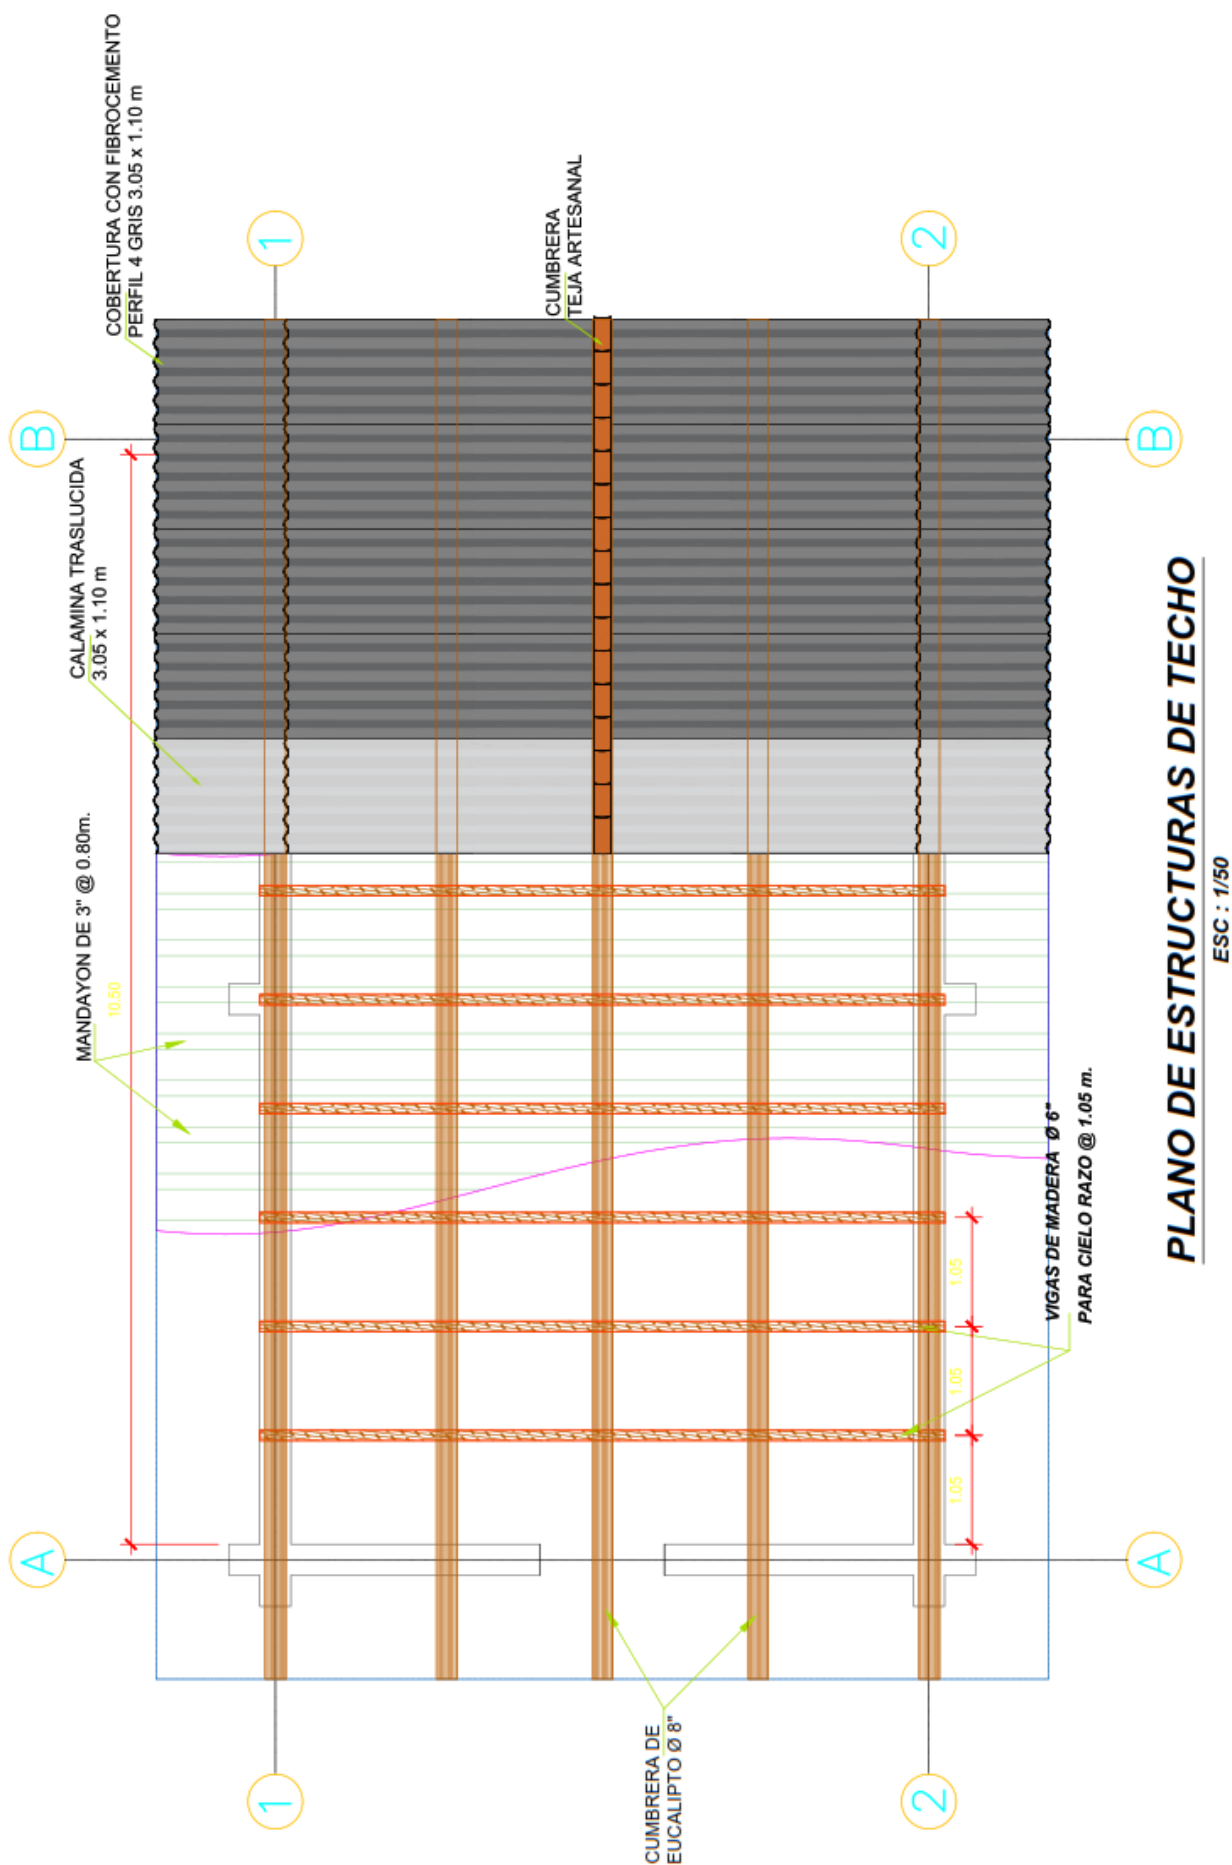 COBERTURA CON FIBROCEMENTO
PERFIL 4 GRIS 3.05 x 1.10 m
1
CUMBRERA
TEJA ARTESANAL
2
B
CALAMINA TRASLUCIDA
3.05 x 1.10 m
B
MANDAYON DE 3" @ 0.80m.
10.50
VIGAS DE MADERA Ø 6"
PARA CIELO RAZO @ 1.05 m.
1.05
1.05
1.05
A
A
CUMBRERA DE
EUCALIPTO Ø 8"
1
2
PLANO DE ESTRUCTURAS DE TECHO
ESC : 1/50